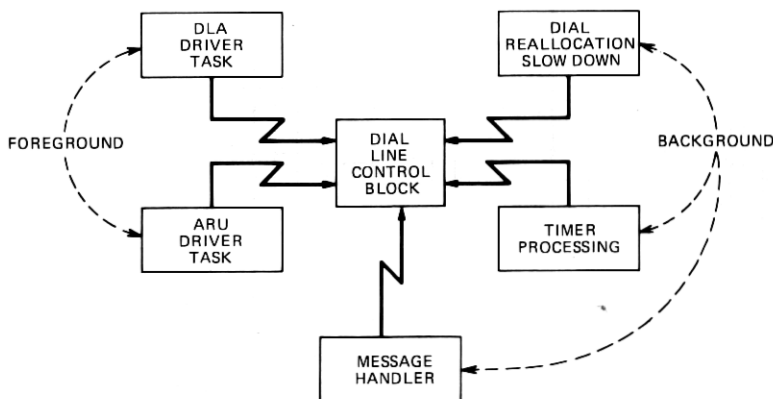 DLA
DRIVER
TASK
DIAL
REALLOCATION
SLOW DOWN
FOREGROUND
DIAL
LINE
CONTROL
BLOCK
BACKGROUND
ARU
DRIVER
TASK
TIMER
PROCESSING
MESSAGE
HANDLER